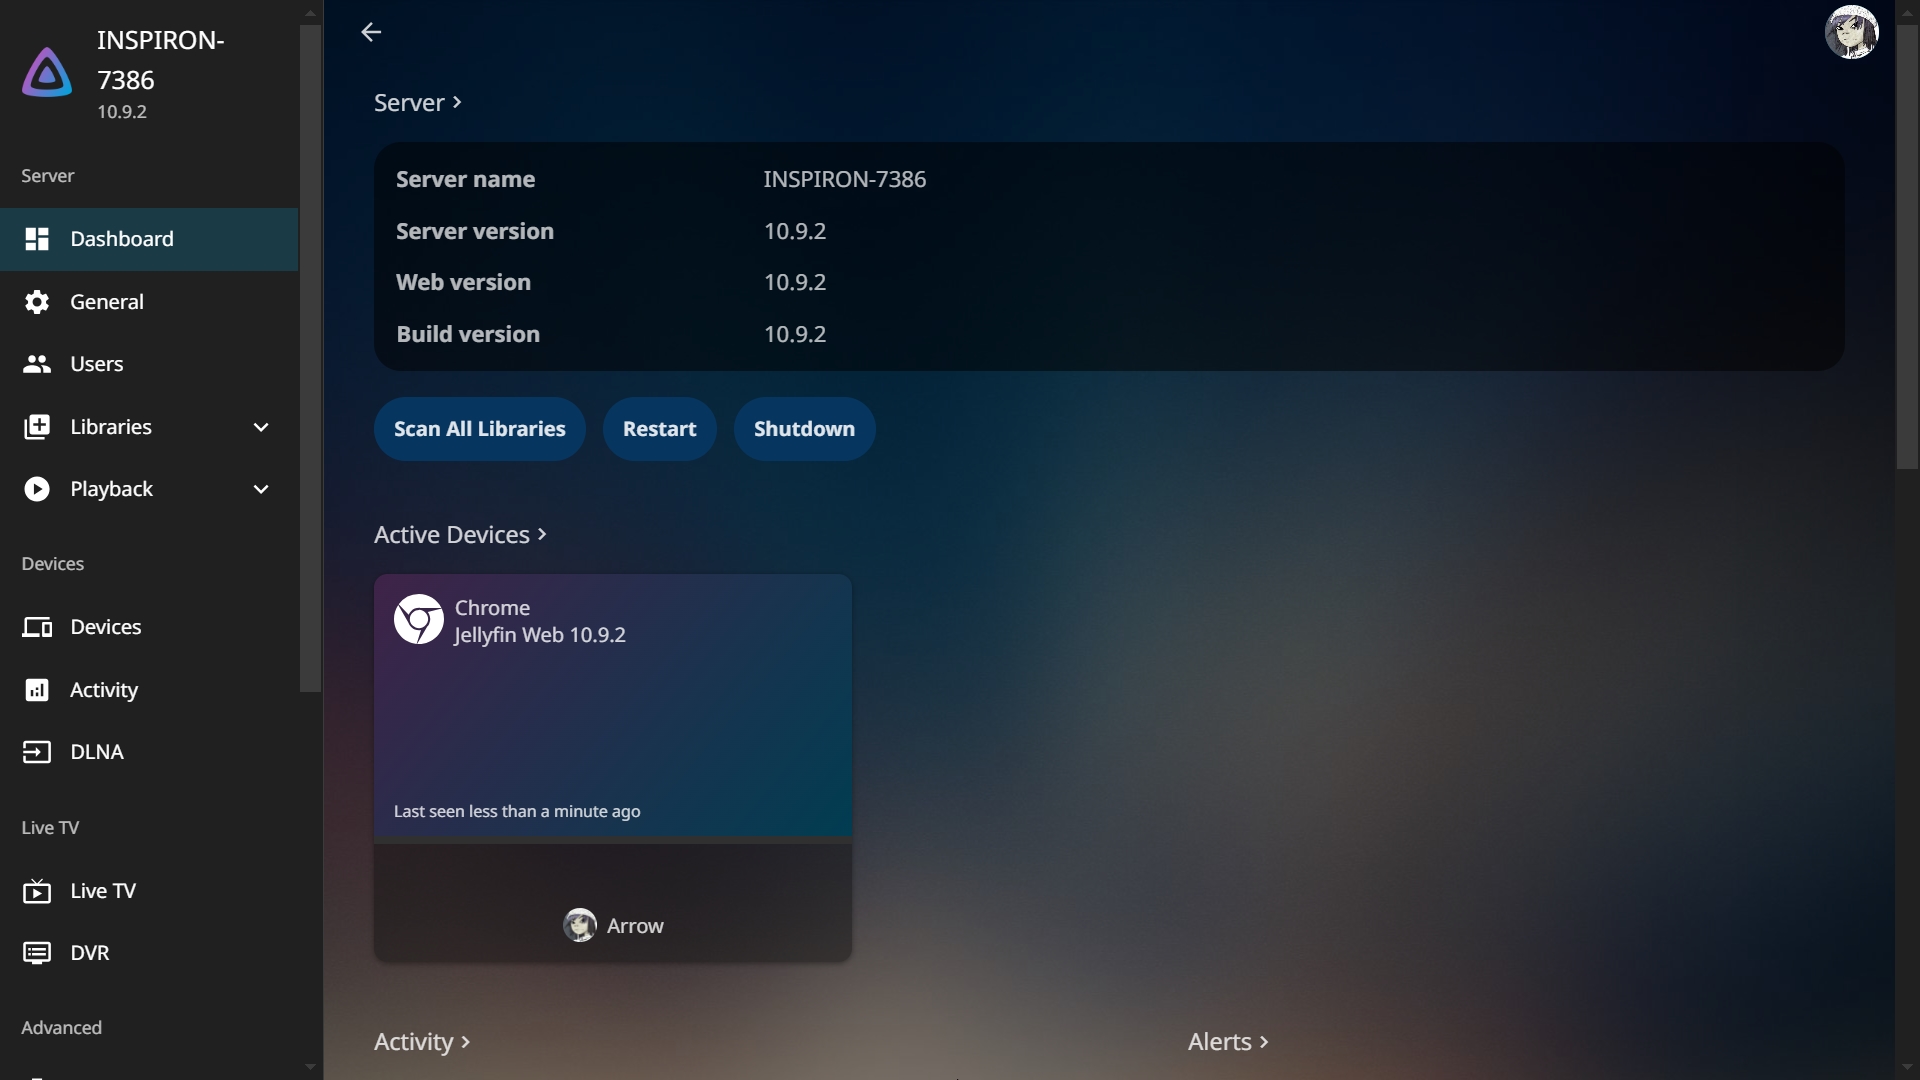 INSPIRON-
7386
10.9.2
Server
Dashboard
General
Users
Libraries
Playback
Devices
Devices
Activity
DLNA
Live TV
Live TV
DVR
Advanced
Server
Server name INSPIRON-7386
Server version 10.9.2
Web version 10.9.2
Build version 10.9.2
Scan All Libraries Restart Shutdown
Active Devices
Chrome
Jellyfin Web 10.9.2
Last seen less than a minute ago
Arrow
Activity Alerts